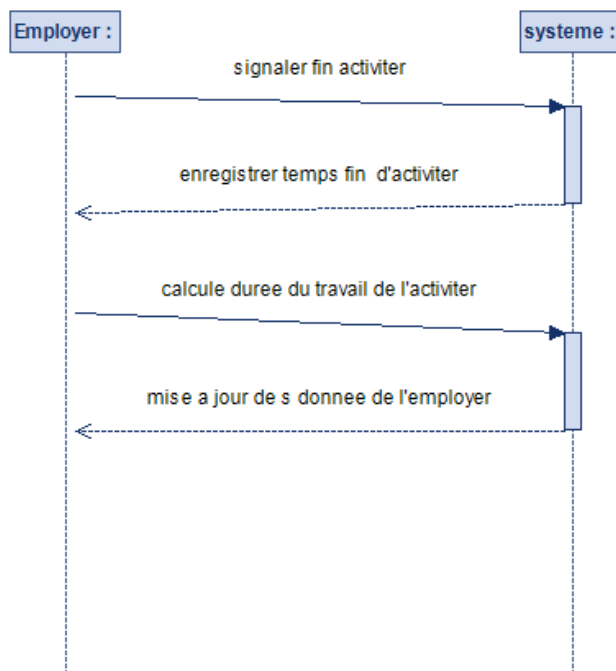 Employer :
systeme :
signaler fin activiter
enregistrer temps fin d'activiter
calcule duree du travail de l'activiter
mise a jour de s donnee de l'employer